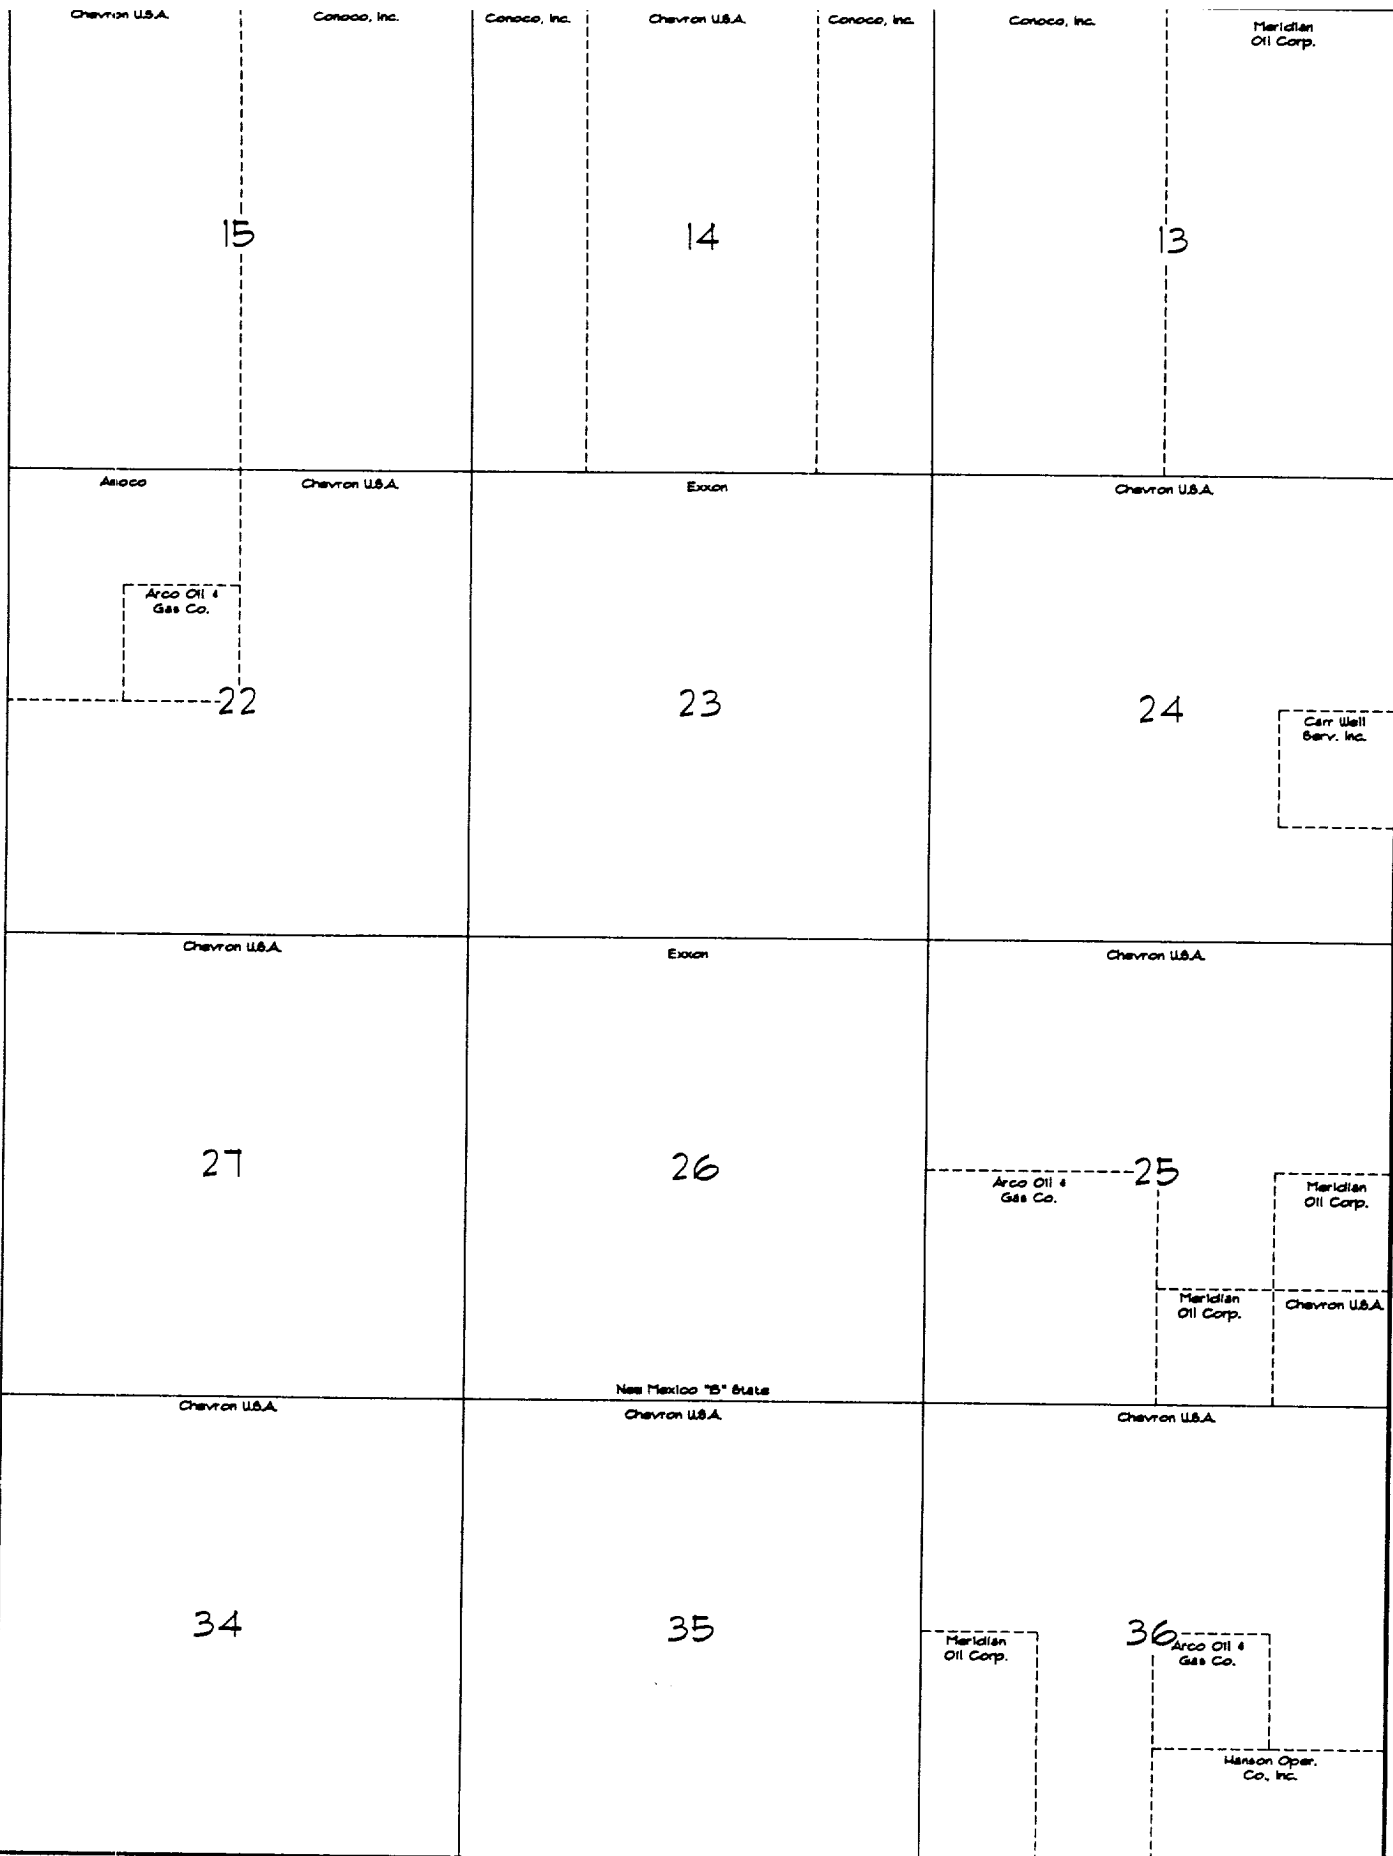 Chevron U.S.A.
Conoco, Inc.
Conoco, Inc.
Chevron U.S.A.
Conoco, Inc.
Conoco, Inc.
Meridian
Oil Corp.
15
14
13
Amoco
Chevron U.S.A.
Exxon
Chevron U.S.A.
Arco Oil &
Gas Co.
22
23
24
Carr Well
Serv. Inc.
Chevron U.S.A.
Exxon
Chevron U.S.A.
27
26
25
Arco Oil &
Gas Co.
Meridian
Oil Corp.
Meridian
Oil Corp.
Chevron U.S.A.
New Mexico "S" State
Chevron U.S.A.
Chevron U.S.A.
Chevron U.S.A.
34
35
36
Meridian
Oil Corp.
Arco Oil &
Gas Co.
Hanson Oper.
Co., Inc.